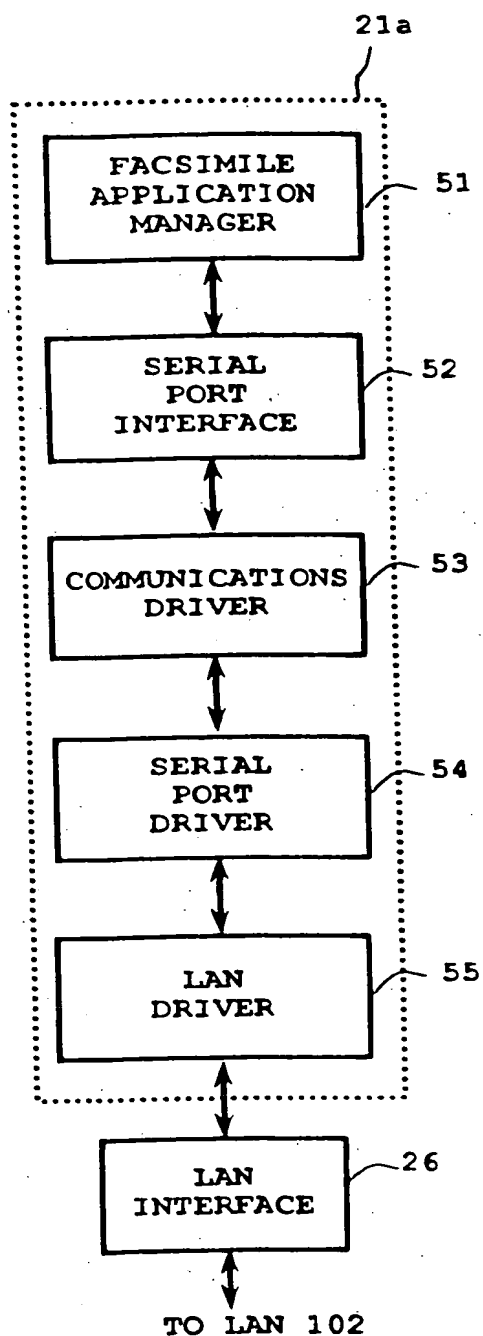 21a
FACSIMILE
APPLICATION
MANAGER
51
SERIAL
PORT
INTERFACE
52
COMMUNICATIONS
DRIVER
53
SERIAL
PORT
DRIVER
54
LAN
DRIVER
55
LAN
INTERFACE
26
TO LAN 102